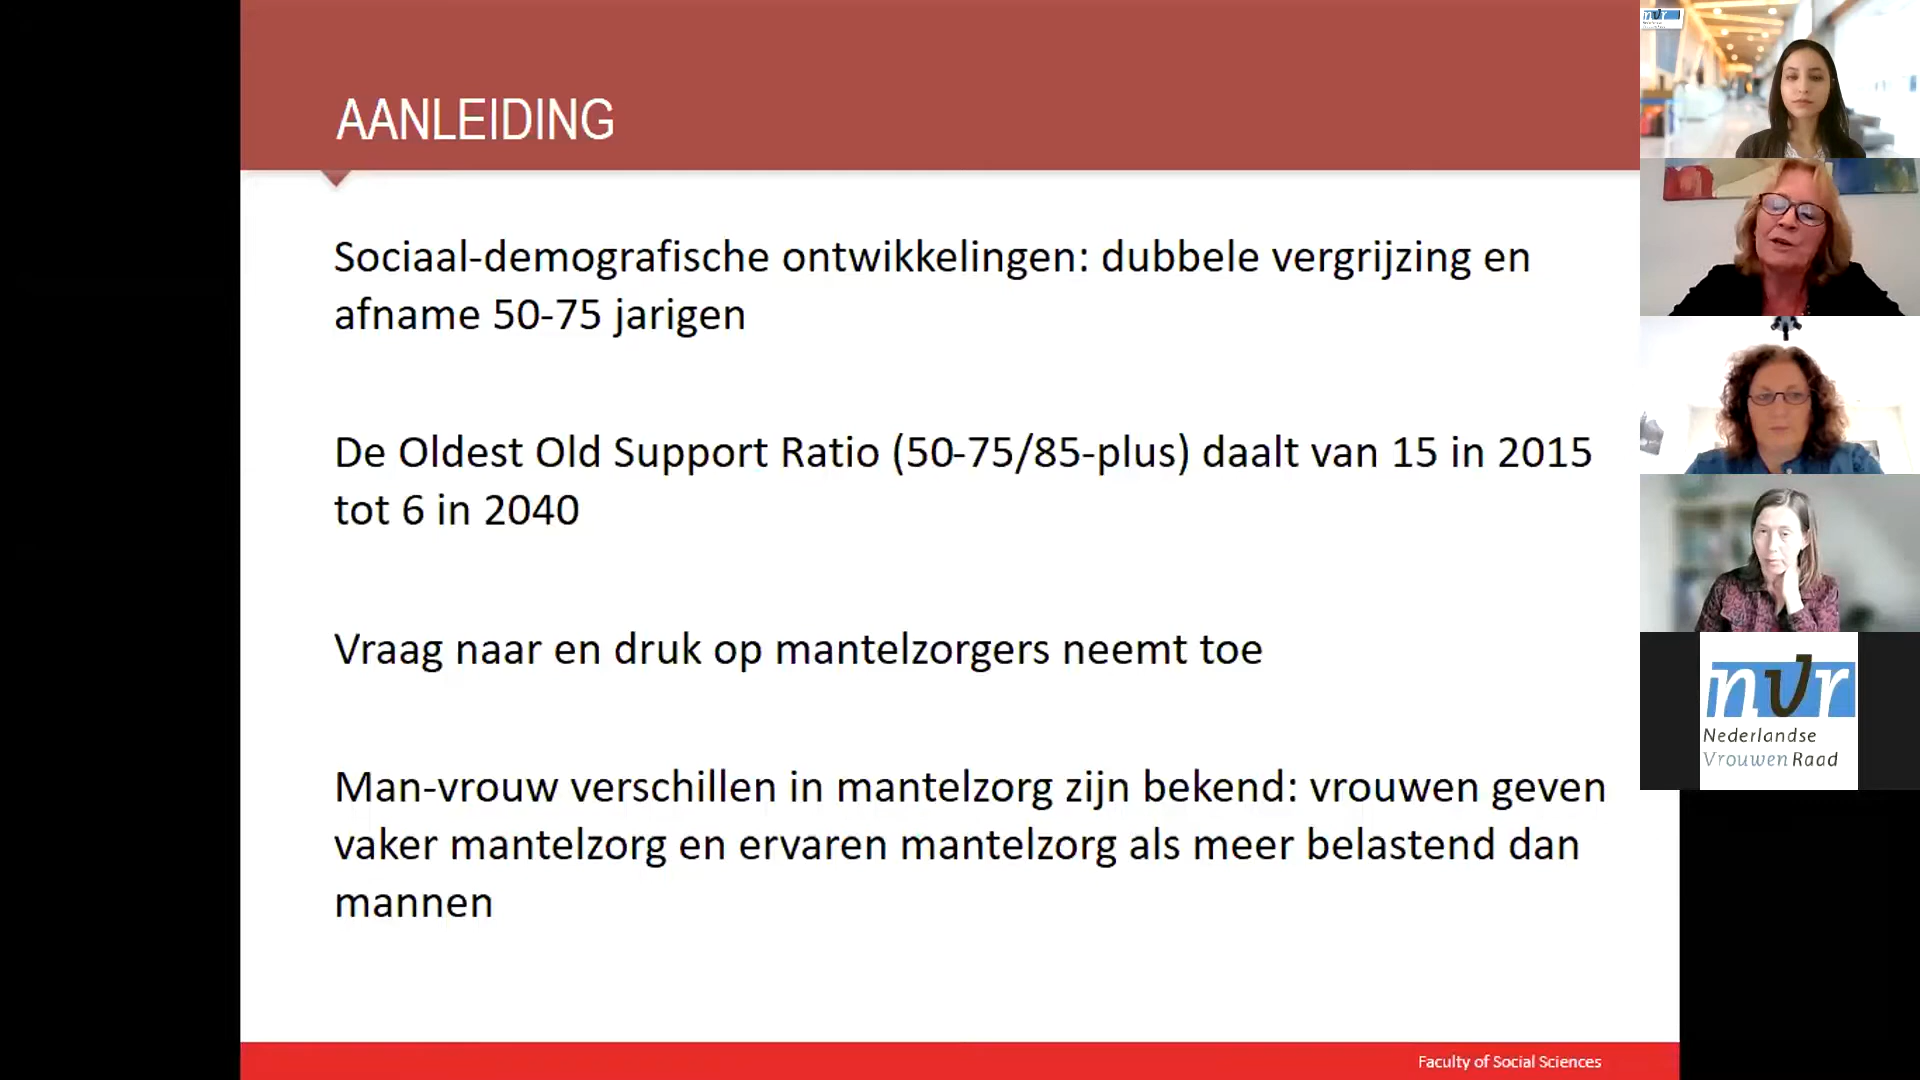 AANLEIDING
Sociaal-demografische ontwikkelingen: dubbele vergrijzing en
afname 50-75 jarigen
De Oldest Old Support Ratio (50-75/85-plus) daalt van 15 in 2015
tot 6 in 2040
Vraag naar en druk op mantelzorgers neemt toe
Man-vrouw verschillen in mantelzorg zijn bekend: vrouwen geven
vaker mantelzorg en ervaren mantelzorg als meer belastend dan
mannen
Faculty of Social Sciences
nvr
nvr
Nederlandse
VrouwenRaad